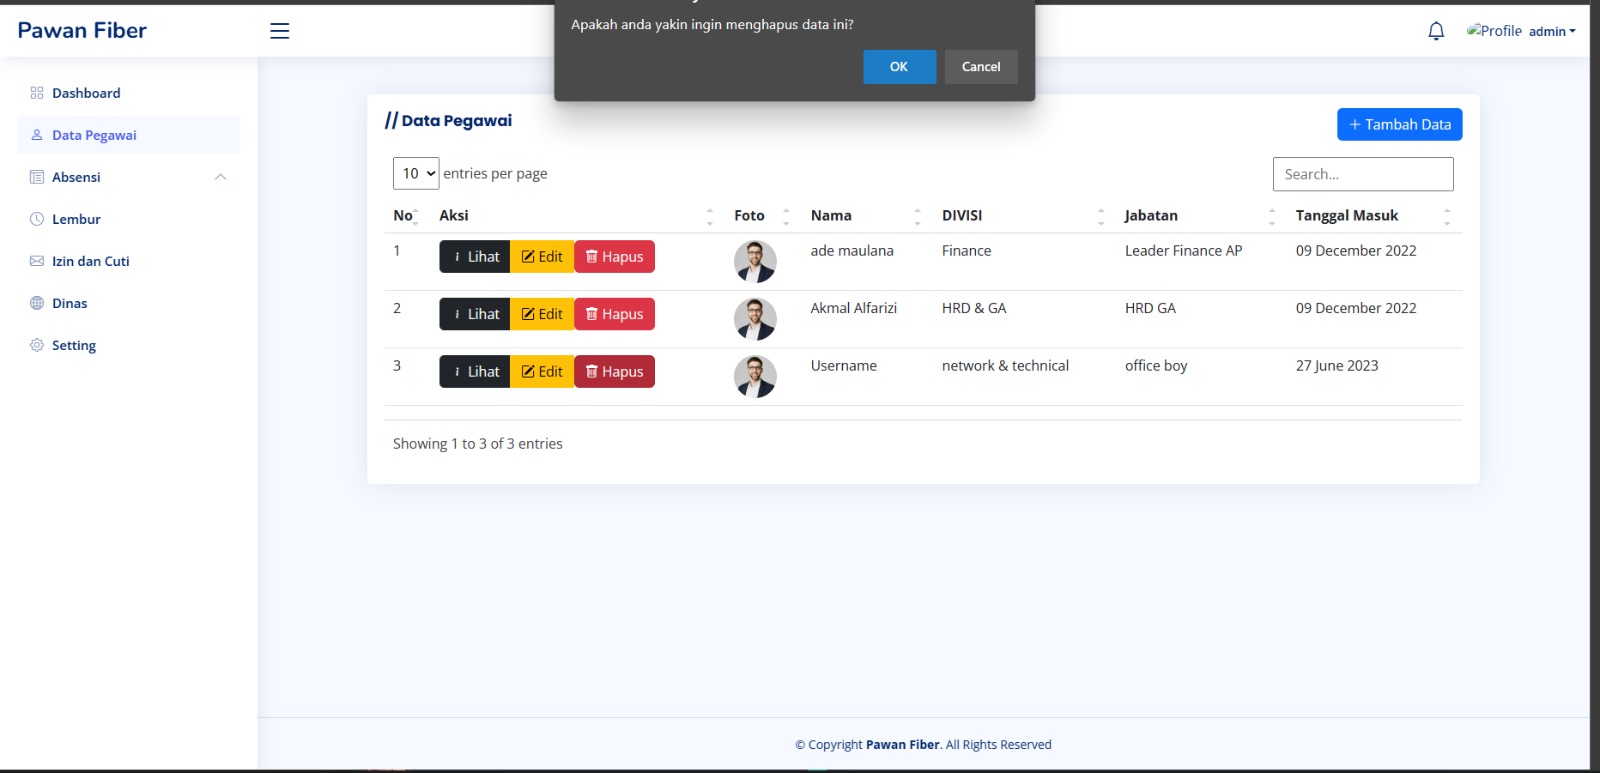 Pawan Fiber
Apakah anda yakin ingin menghapus data ini?
OK Cancel
Profile admin
Dashboard
Data Pegawai
Absensi
Lembur
Izin dan Cuti
Dinas
Setting
// Data Pegawai
+ Tambah Data
10 entries per page
Search...
No Aksi Foto Nama DIVISI Jabatan Tanggal Masuk
1 i Lihat Edit Hapus ade maulana Finance Leader Finance AP 09 December 2022
2 i Lihat Edit Hapus Akmal Alfarizi HRD & GA HRD GA 09 December 2022
3 i Lihat Edit Hapus Username network & technical office boy 27 June 2023
Showing 1 to 3 of 3 entries
© Copyright Pawan Fiber. All Rights Reserved